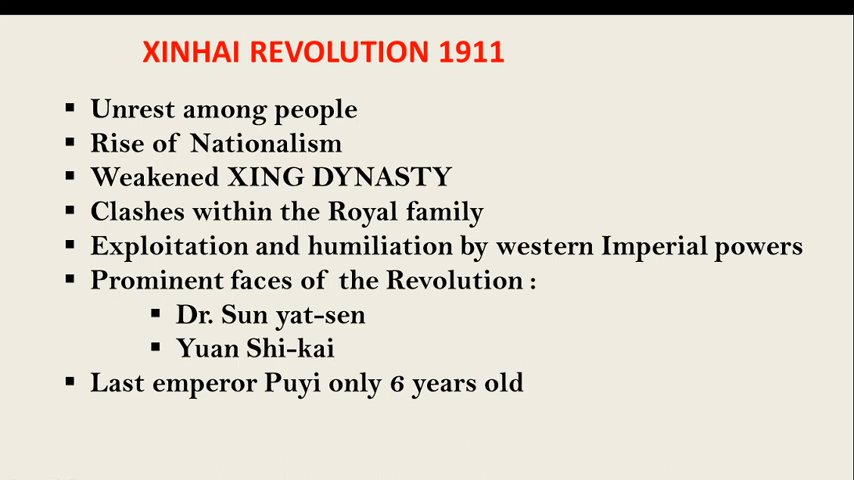 XINHAI REVOLUTION 1911
▪ Unrest among people
▪ Rise of Nationalism
▪ Weakened XING DYNASTY
▪ Clashes within the Royal family
▪ Exploitation and humiliation by western Imperial powers
▪ Prominent faces of the Revolution :
▪ Dr. Sun yat-sen
▪ Yuan Shi-kai
▪ Last emperor Puyi only 6 years old